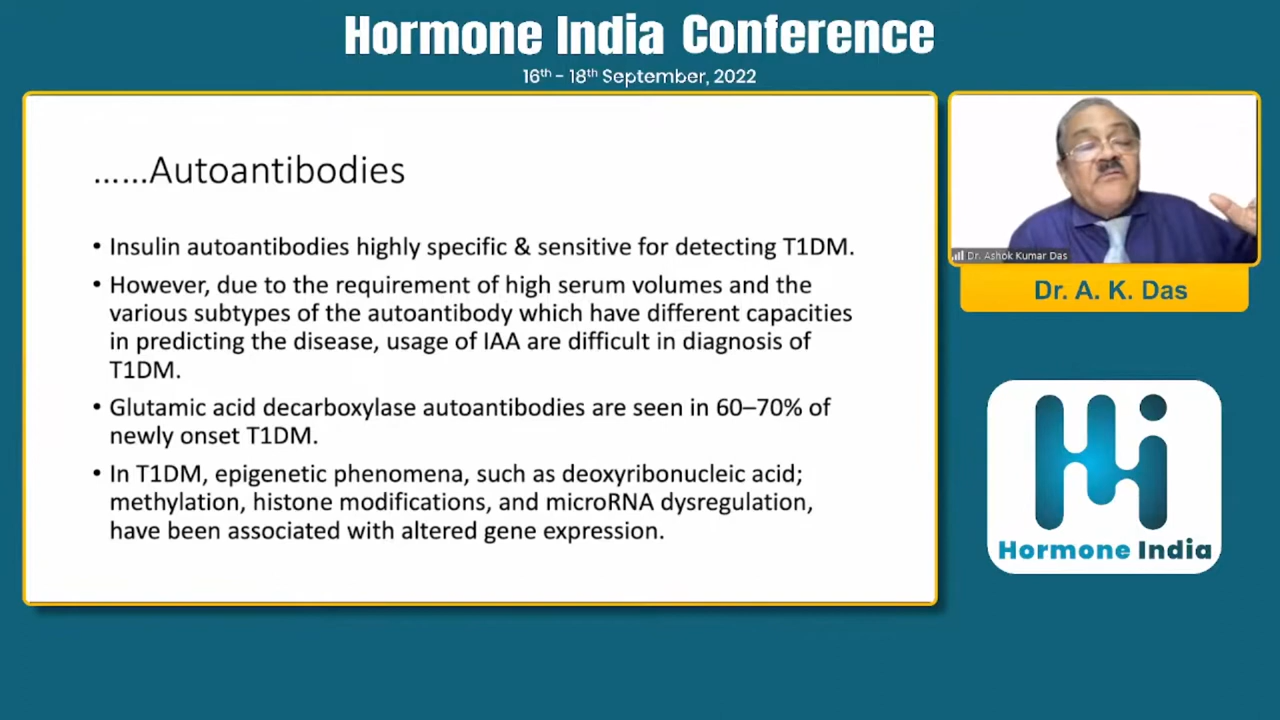 Hormone India Conference
16th - 18th September, 2022
......Autoantibodies
• Insulin autoantibodies highly specific & sensitive for detecting T1DM.
• However, due to the requirement of high serum volumes and the
various subtypes of the autoantibody which have different capacities
in predicting the disease, usage of IAA are difficult in diagnosis of
T1DM.
• Glutamic acid decarboxylase autoantibodies are seen in 60–70% of
newly onset T1DM.
• In T1DM, epigenetic phenomena, such as deoxyribonucleic acid;
methylation, histone modifications, and microRNA dysregulation,
have been associated with altered gene expression.
Dr. Ashok Kumar Das
Dr. A. K. Das
Hi
Hormone India